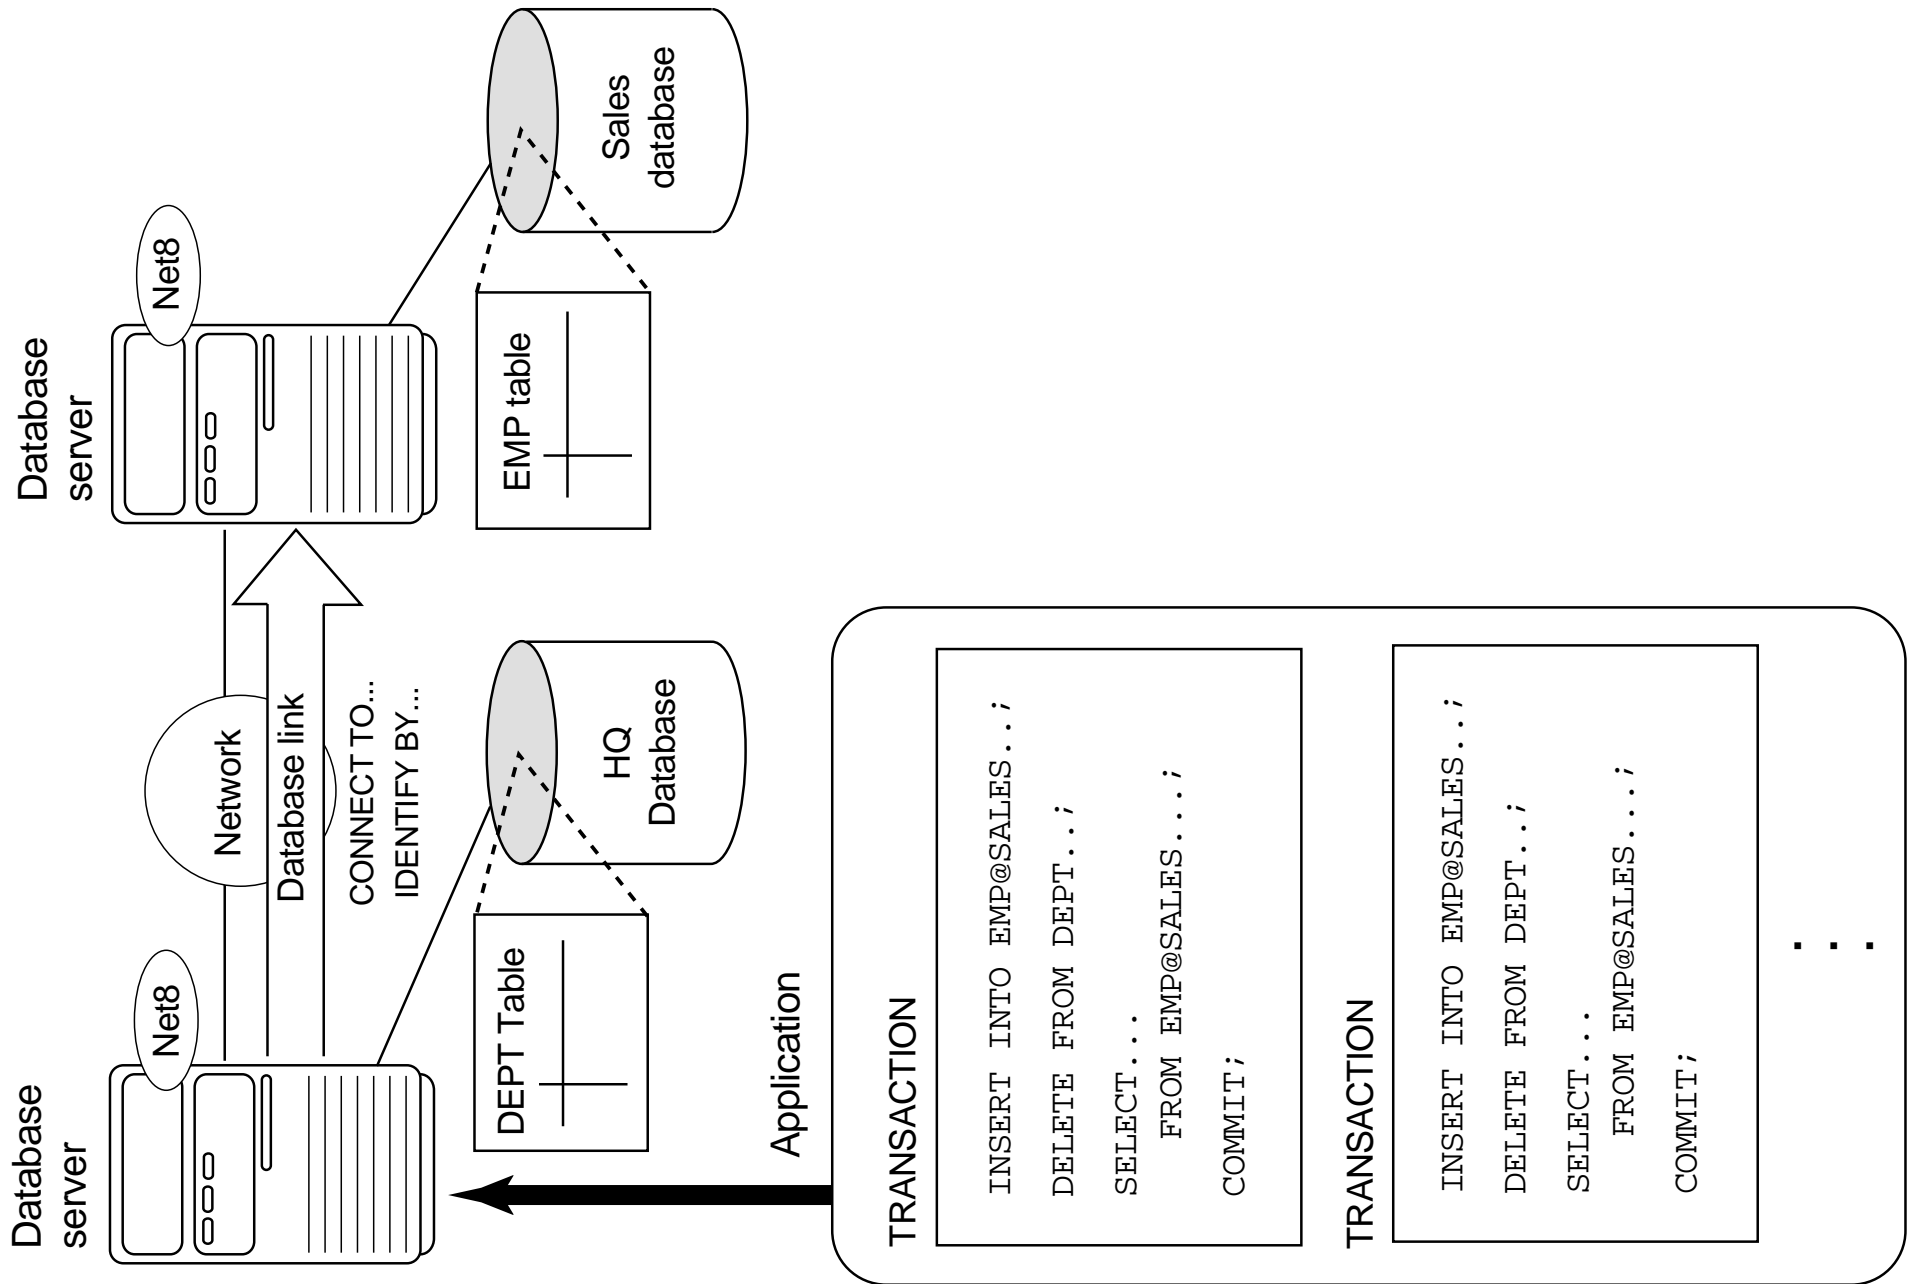 Database
server
Net8
Network
Database link
CONNECT TO...
IDENTIFY BY...
Database
server
Net8
DEPT Table
HQ
Database
EMP table
Sales
database
Application
TRANSACTION
INSERT INTO EMP@SALES..;
DELETE FROM DEPT..;
SELECT...
FROM EMP@SALES...;
COMMIT;
TRANSACTION
INSERT INTO EMP@SALES..;
DELETE FROM DEPT..;
SELECT...
FROM EMP@SALES...;
COMMIT;
. . .